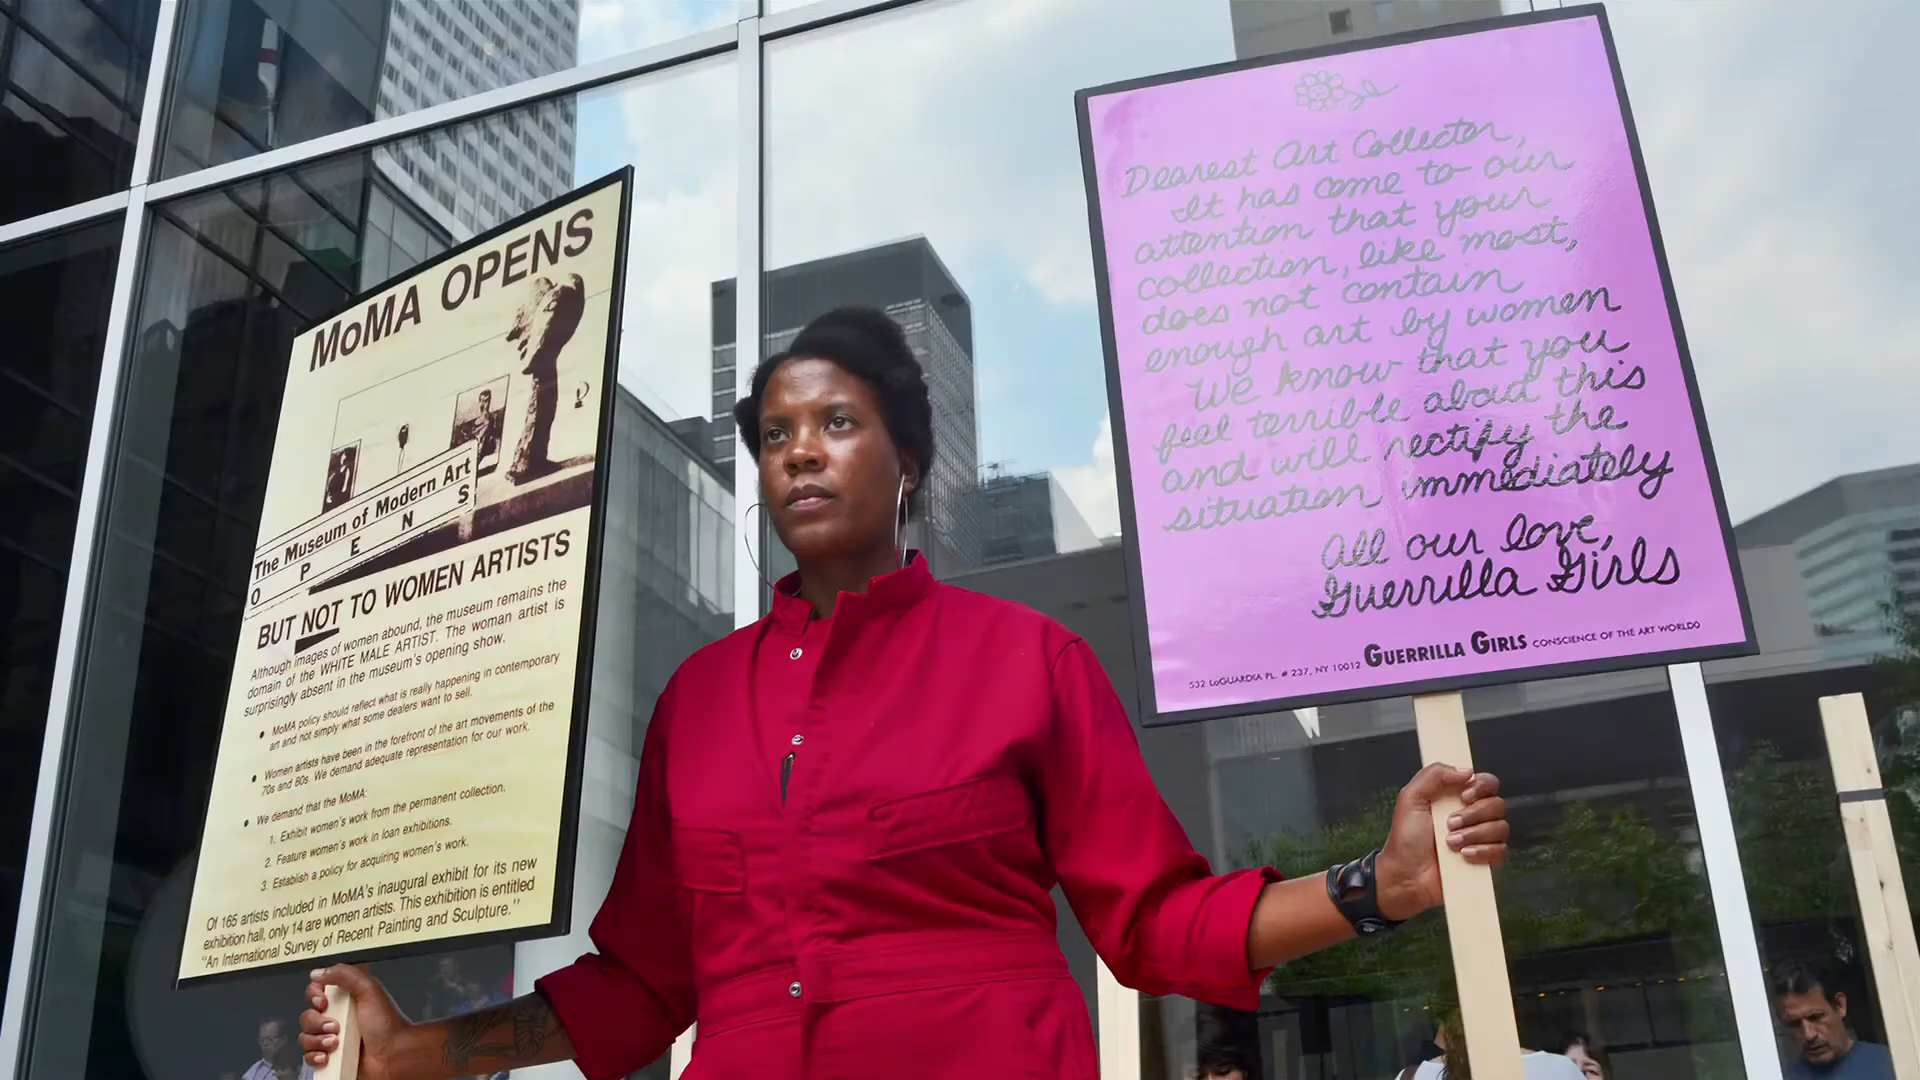 MoMA OPENS
The Museum of Modern Art
O P E N S
BUT NOT TO WOMEN ARTISTS
Although images of women abound, the museum remains the
domain of the WHITE MALE ARTIST. The woman artist is
surprisingly absent in the museum's opening show.
• MoMA policy should reflect what is really happening in contemporary
art and not simply what some dealers want to sell.
• Women artists have been in the forefront of the art movements of the
70s and 80s. We demand adequate representation for our work.
• We demand that the MoMA:
1. Exhibit women's work from the permanent collection.
2. Feature women's work in loan exhibitions.
3. Establish a policy for acquiring women's work.
Of 165 artists included in MoMA's inaugural exhibit for its new
exhibition hall, only 14 are women artists. This exhibition is entitled
"An International Survey of Recent Painting and Sculpture."
Dearest Art Collector,
It has come to our
attention that your
collection, like most,
does not contain
enough art by women
We know that you
feel terrible about this
and will rectify the
situation immediately
All our love,
Guerrilla Girls
532 LaGUARDIA PL. # 237, NY 10012 GUERRILLA GIRLS CONSCIENCE OF THE ART WORLD